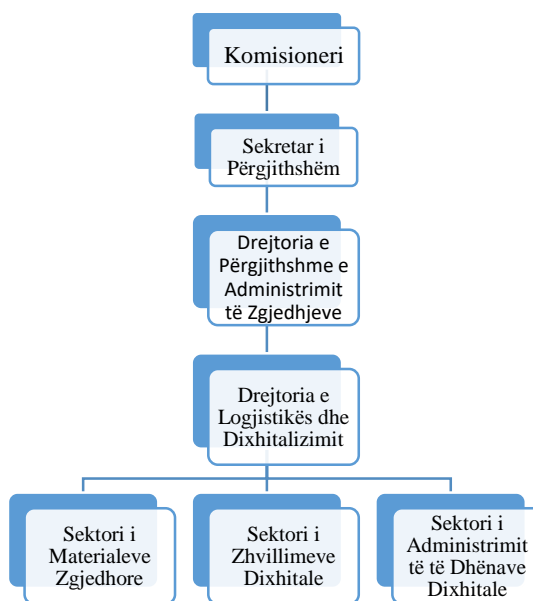 Komisioneri
Sekretar i
Përgjithshëm
Drejtoria e
Përgjithshme e
Administrimit
të Zgjedhjeve
Drejtoria e
Logjistikës dhe
Dixhitalizimit
Sektori i
Materialeve
Zgjedhore
Sektori i
Zhvillimeve
Dixhitale
Sektori i
Administrimit
të të Dhënave
Dixhitale